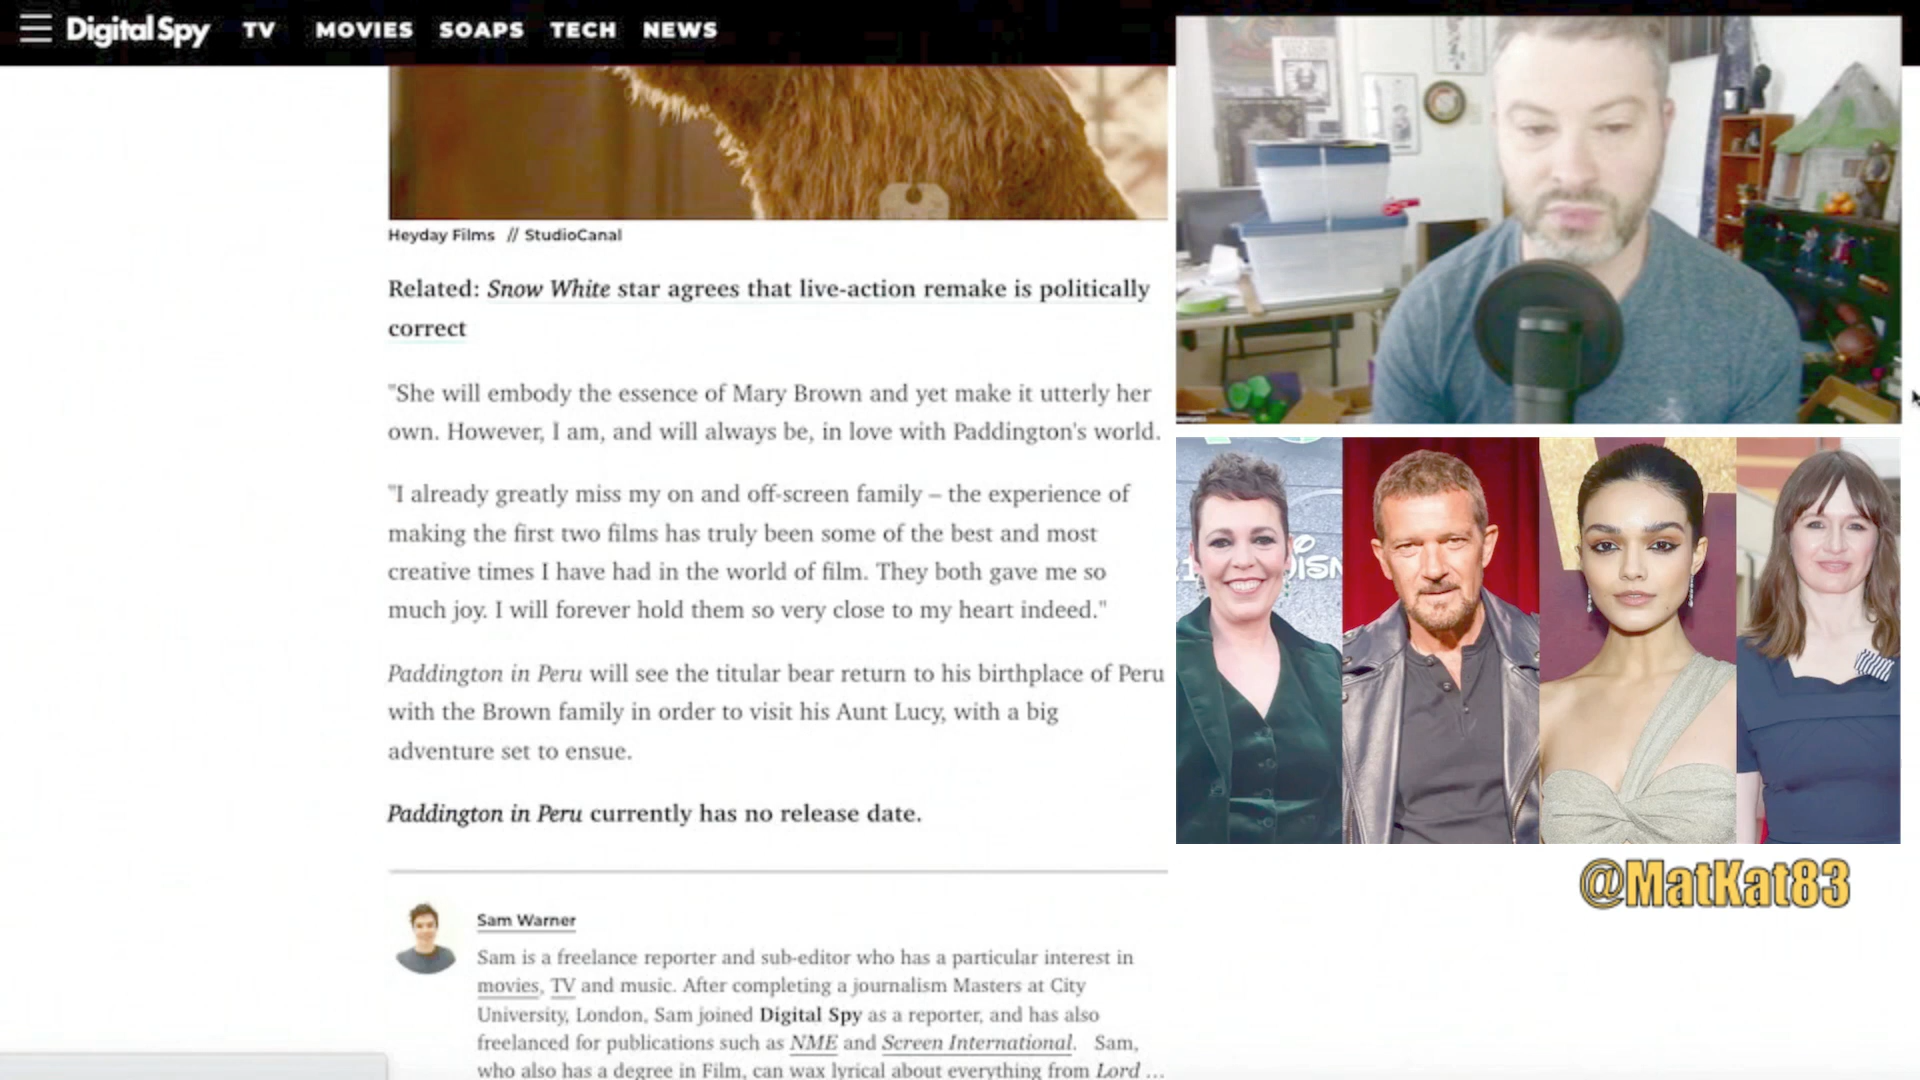 Digital Spy TV MOVIES SOAPS TECH NEWS
Heyday Films // StudioCanal
Related: Snow White star agrees that live-action remake is politically
correct
"She will embody the essence of Mary Brown and yet make it utterly her
own. However, I am, and will always be, in love with Paddington's world.
"I already greatly miss my on and off-screen family – the experience of
making the first two films has truly been some of the best and most
creative times I have had in the world of film. They both gave me so
much joy. I will forever hold them so very close to my heart indeed."
Paddington in Peru will see the titular bear return to his birthplace of Peru
with the Brown family in order to visit his Aunt Lucy, with a big
adventure set to ensue.
Paddington in Peru currently has no release date.
@MatKat83
Sam Warner
Sam is a freelance reporter and sub-editor who has a particular interest in
movies, TV and music. After completing a journalism Masters at City
University, London, Sam joined Digital Spy as a reporter, and has also
freelanced for publications such as NME and Screen International. Sam,
who also has a degree in Film, can wax lyrical about everything from Lord ...